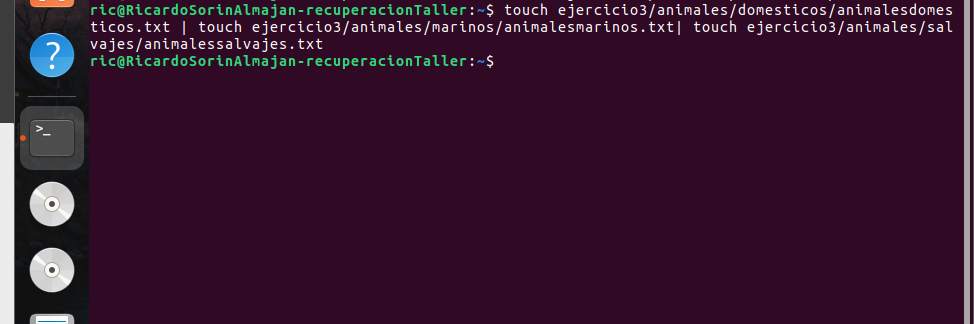 ric@RicardoSorinAlmajan-recuperacionTaller:~$ touch ejercicio3/animales/domesticos/animalesdomes
ticos.txt | touch ejercicio3/animales/marinos/animalesmarinos.txt| touch ejercicio3/animales/sal
vajes/animalessalvajes.txt
ric@RicardoSorinAlmajan-recuperacionTaller:~$
?
>_